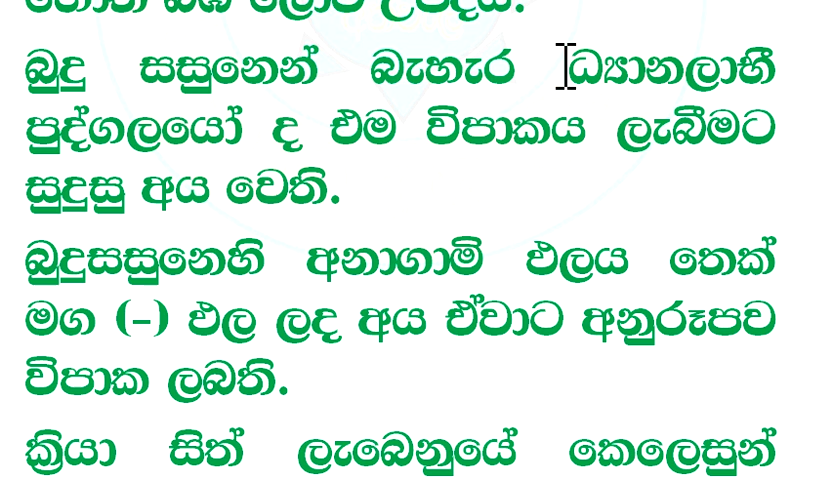 බුදු සසුනෙන් බැහැර ධ්‍යානලාභී
පුද්ගලයෝ ද එම විපාකය ලැබීමට
සුදුසු අය වෙති.
බුදුසසුනෙහි අනාගාමි ඵලය තෙක්
මග (-) ඵල ලද අය ඒවාට අනුරූපව
විපාක ලබති.
ක්‍රියා සිත් ලැබෙනුයේ කෙලෙසුන්